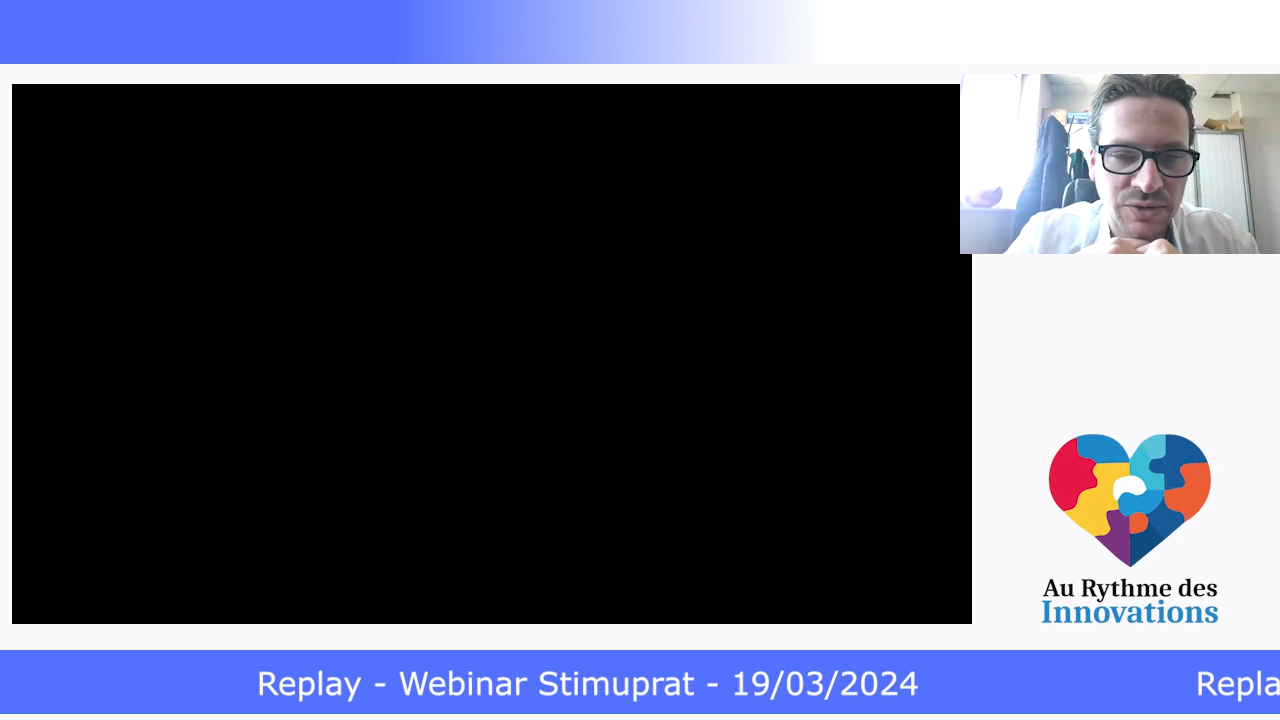 Au Rythme des
Innovations
Replay - Webinar Stimuprat - 19/03/2024
Repla